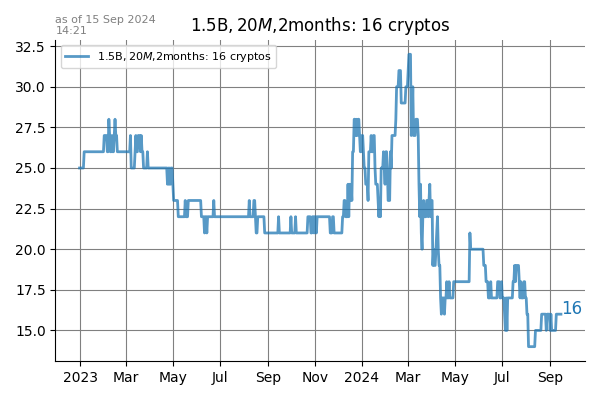 as of 15 Sep 2024
14:21
1.5B, 20M,2months: 16 cryptos
1.5B, 20M,2months: 16 cryptos
32.5
30.0
27.5
25.0
22.5
20.0
17.5
15.0
16
2023 Mar May Jul Sep Nov 2024 Mar May Jul Sep